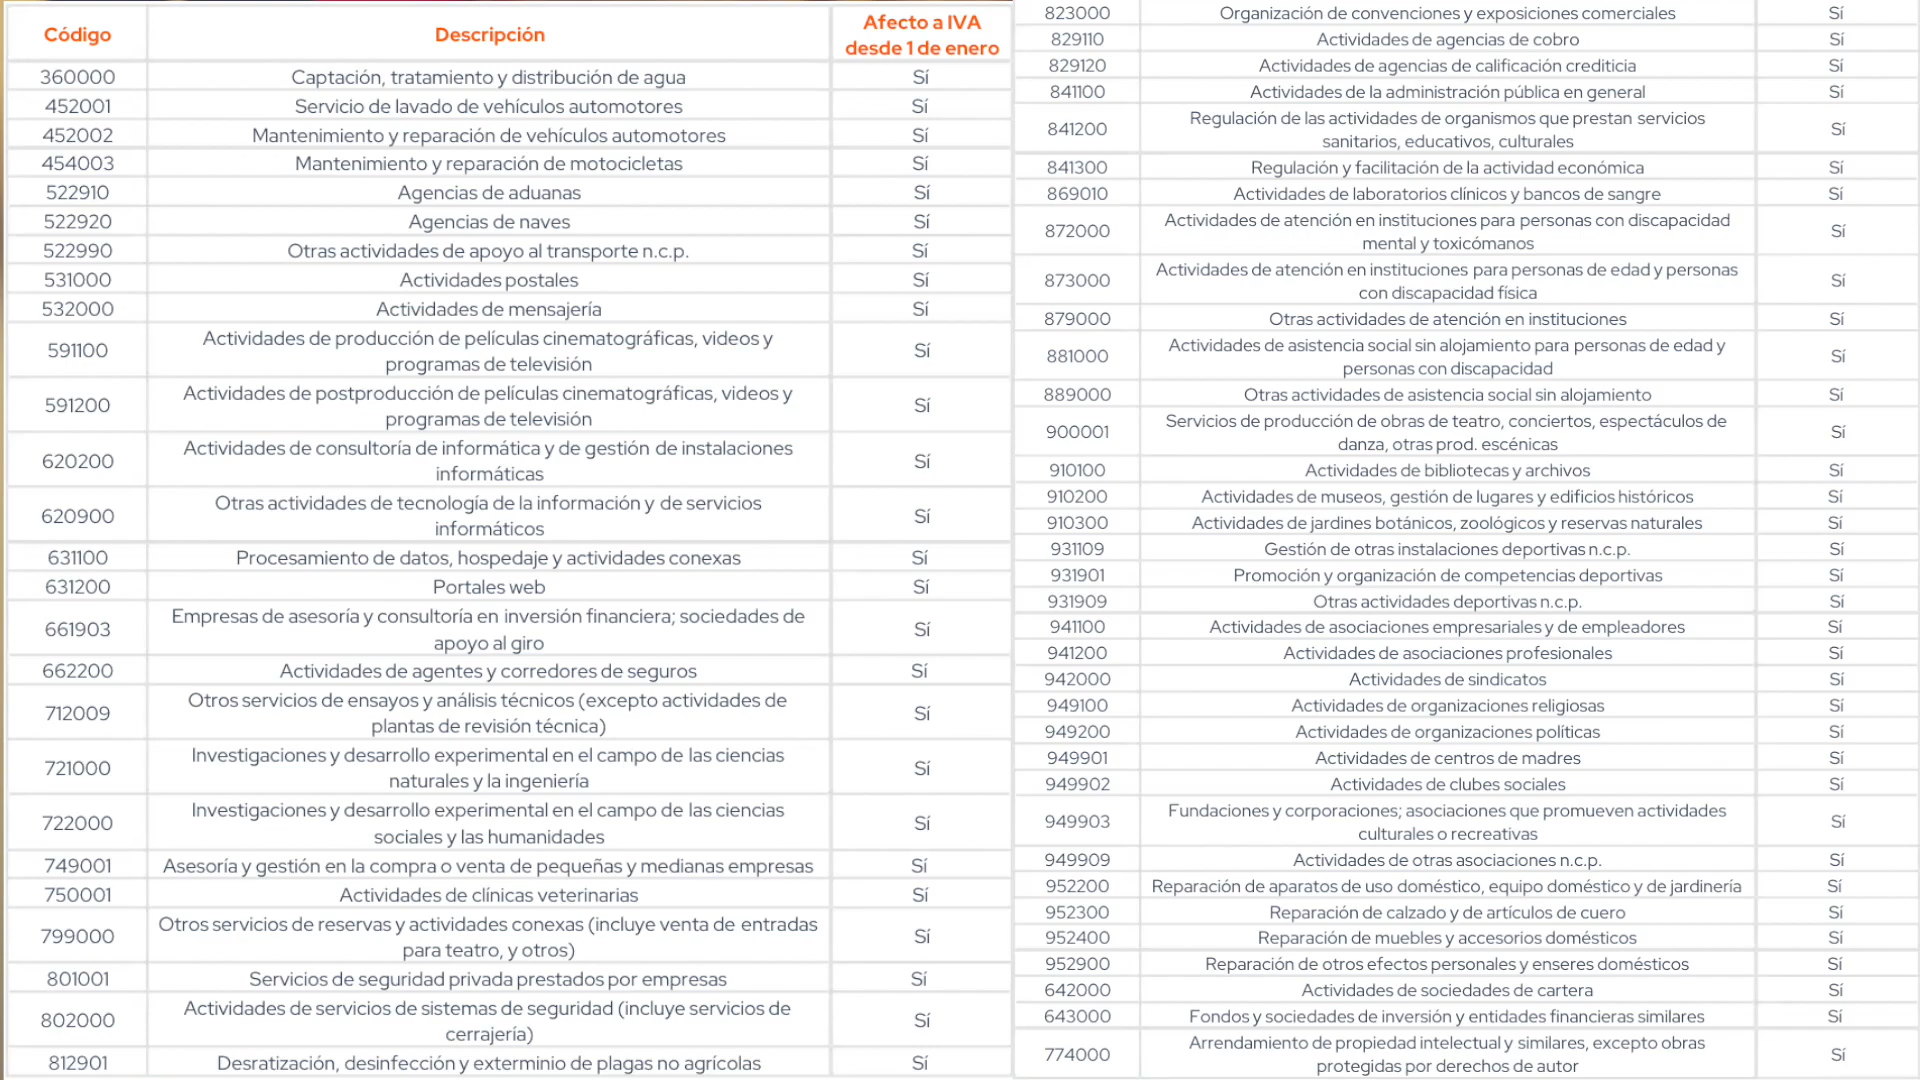 Código Descripción Afecto a IVA
desde 1 de enero
360000 Captación, tratamiento y distribución de agua Sí
452001 Servicio de lavado de vehículos automotores Sí
452002 Mantenimiento y reparación de vehículos automotores Sí
454003 Mantenimiento y reparación de motocicletas Sí
522910 Agencias de aduanas Sí
522920 Agencias de naves Sí
522990 Otras actividades de apoyo al transporte n.c.p. Sí
531000 Actividades postales Sí
532000 Actividades de mensajería Sí
591100 Actividades de producción de películas cinematográficas, videos y
programas de televisión Sí
591200 Actividades de postproducción de películas cinematográficas, videos y
programas de televisión Sí
620200 Actividades de consultoría de informática y de gestión de instalaciones
informáticas Sí
620900 Otras actividades de tecnología de la información y de servicios
informáticos Sí
631100 Procesamiento de datos, hospedaje y actividades conexas Sí
631200 Portales web Sí
661903 Empresas de asesoría y consultoría en inversión financiera; sociedades de
apoyo al giro Sí
662200 Actividades de agentes y corredores de seguros Sí
712009 Otros servicios de ensayos y análisis técnicos (excepto actividades de
plantas de revisión técnica) Sí
721000 Investigaciones y desarrollo experimental en el campo de las ciencias
naturales y la ingeniería Sí
722000 Investigaciones y desarrollo experimental en el campo de las ciencias
sociales y las humanidades Sí
749001 Asesoría y gestión en la compra o venta de pequeñas y medianas empresas Sí
750001 Actividades de clínicas veterinarias Sí
799000 Otros servicios de reservas y actividades conexas (incluye venta de entradas
para teatro, y otros) Sí
801001 Servicios de seguridad privada prestados por empresas Sí
802000 Actividades de servicios de sistemas de seguridad (incluye servicios de
cerrajería) Sí
812901 Desratización, desinfección y exterminio de plagas no agrícolas Sí
823000 Organización de convenciones y exposiciones comerciales Sí
829110 Actividades de agencias de cobro Sí
829120 Actividades de agencias de calificación crediticia Sí
841100 Actividades de la administración pública en general Sí
841200 Regulación de las actividades de organismos que prestan servicios
sanitarios, educativos, culturales Sí
841300 Regulación y facilitación de la actividad económica Sí
869010 Actividades de laboratorios clínicos y bancos de sangre Sí
872000 Actividades de atención en instituciones para personas con discapacidad
mental y toxicómanos Sí
873000 Actividades de atención en instituciones para personas de edad y personas
con discapacidad física Sí
879000 Otras actividades de atención en instituciones Sí
881000 Actividades de asistencia social sin alojamiento para personas de edad y
personas con discapacidad Sí
889000 Otras actividades de asistencia social sin alojamiento Sí
900001 Servicios de producción de obras de teatro, conciertos, espectáculos de
danza, otras prod. escénicas Sí
910100 Actividades de bibliotecas y archivos Sí
910200 Actividades de museos, gestión de lugares y edificios históricos Sí
910300 Actividades de jardines botánicos, zoológicos y reservas naturales Sí
931109 Gestión de otras instalaciones deportivas n.c.p. Sí
931901 Promoción y organización de competencias deportivas Sí
931909 Otras actividades deportivas n.c.p. Sí
941100 Actividades de asociaciones empresariales y de empleadores Sí
941200 Actividades de asociaciones profesionales Sí
942000 Actividades de sindicatos Sí
949100 Actividades de organizaciones religiosas Sí
949200 Actividades de organizaciones políticas Sí
949901 Actividades de centros de madres Sí
949902 Actividades de clubes sociales Sí
949903 Fundaciones y corporaciones; asociaciones que promueven actividades
culturales o recreativas Sí
949909 Actividades de otras asociaciones n.c.p. Sí
952200 Reparación de aparatos de uso doméstico, equipo doméstico y de jardinería Sí
952300 Reparación de calzado y de artículos de cuero Sí
952400 Reparación de muebles y accesorios domésticos Sí
952900 Reparación de otros efectos personales y enseres domésticos Sí
642000 Actividades de sociedades de cartera Sí
643000 Fondos y sociedades de inversión y entidades financieras similares Sí
774000 Arrendamiento de propiedad intelectual y similares, excepto obras
protegidas por derechos de autor Sí